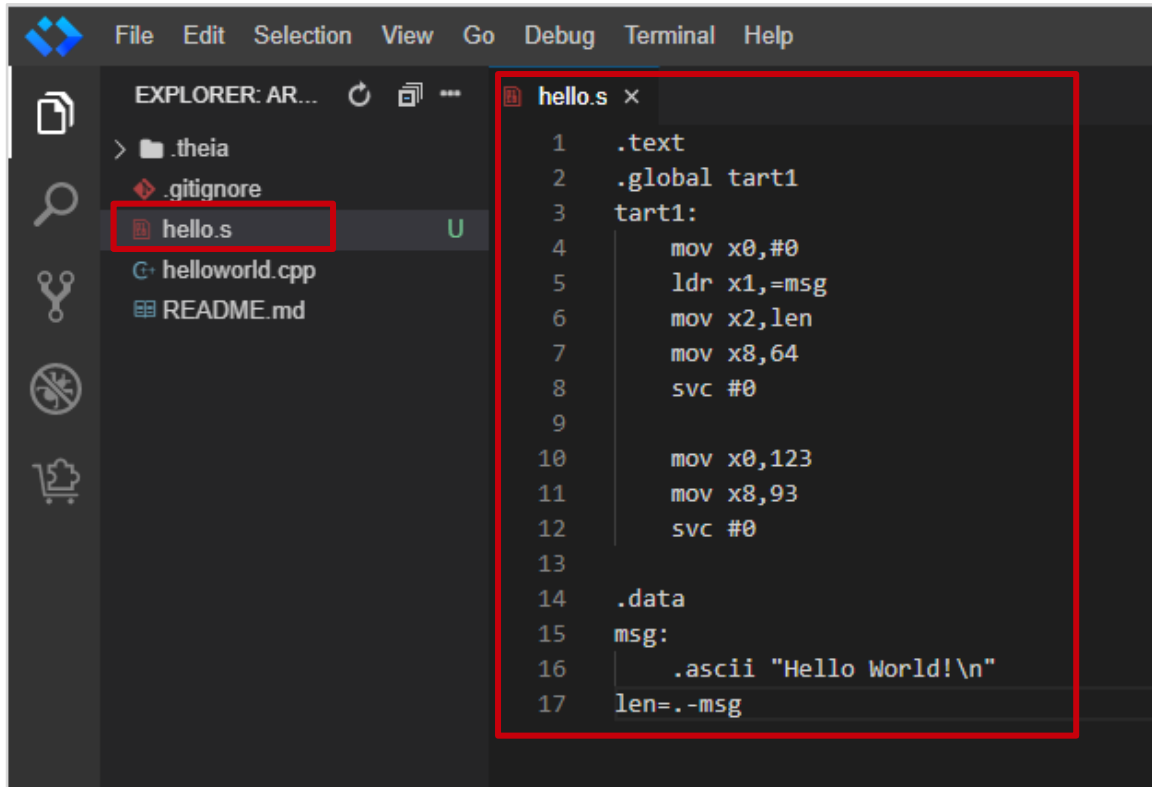 File Edit Selection View Go Debug Terminal Help
EXPLORER: AR...
.theia
.gitignore
hello.s U
helloworld.cpp
README.md
hello.s ×
1 .text
2 .global tart1
3 tart1:
4 mov x0,#0
5 ldr x1,=msg
6 mov x2,len
7 mov x8,64
8 svc #0
9
10 mov x0,123
11 mov x8,93
12 svc #0
13
14 .data
15 msg:
16 .ascii "Hello World!\n"
17 len=.-msg